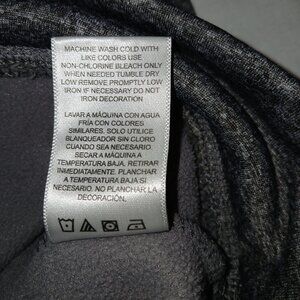 MACHINE WASH COLD WITH
LIKE COLORS USE
NON-CHLORINE BLEACH ONLY
WHEN NEEDED TUMBLE DRY
LOW REMOVE PROMPTLY LOW
IRON IF NECESSARY DO NOT
IRON DECORATION
LAVAR A MÁQUINA CON AGUA
FRÍA CON COLORES
SIMILARES. SOLO UTILICE
BLANQUEADOR SIN CLORO
CUANDO SEA NECESARIO.
SECAR A MÁQUINA A
TEMPERATURA BAJA. RETIRAR
INMEDIATAMENTE. PLANCHAR
A TEMPERATURA BAJA SI
NECESARIO. NO PLANCHAR LA
DECORACIÓN.